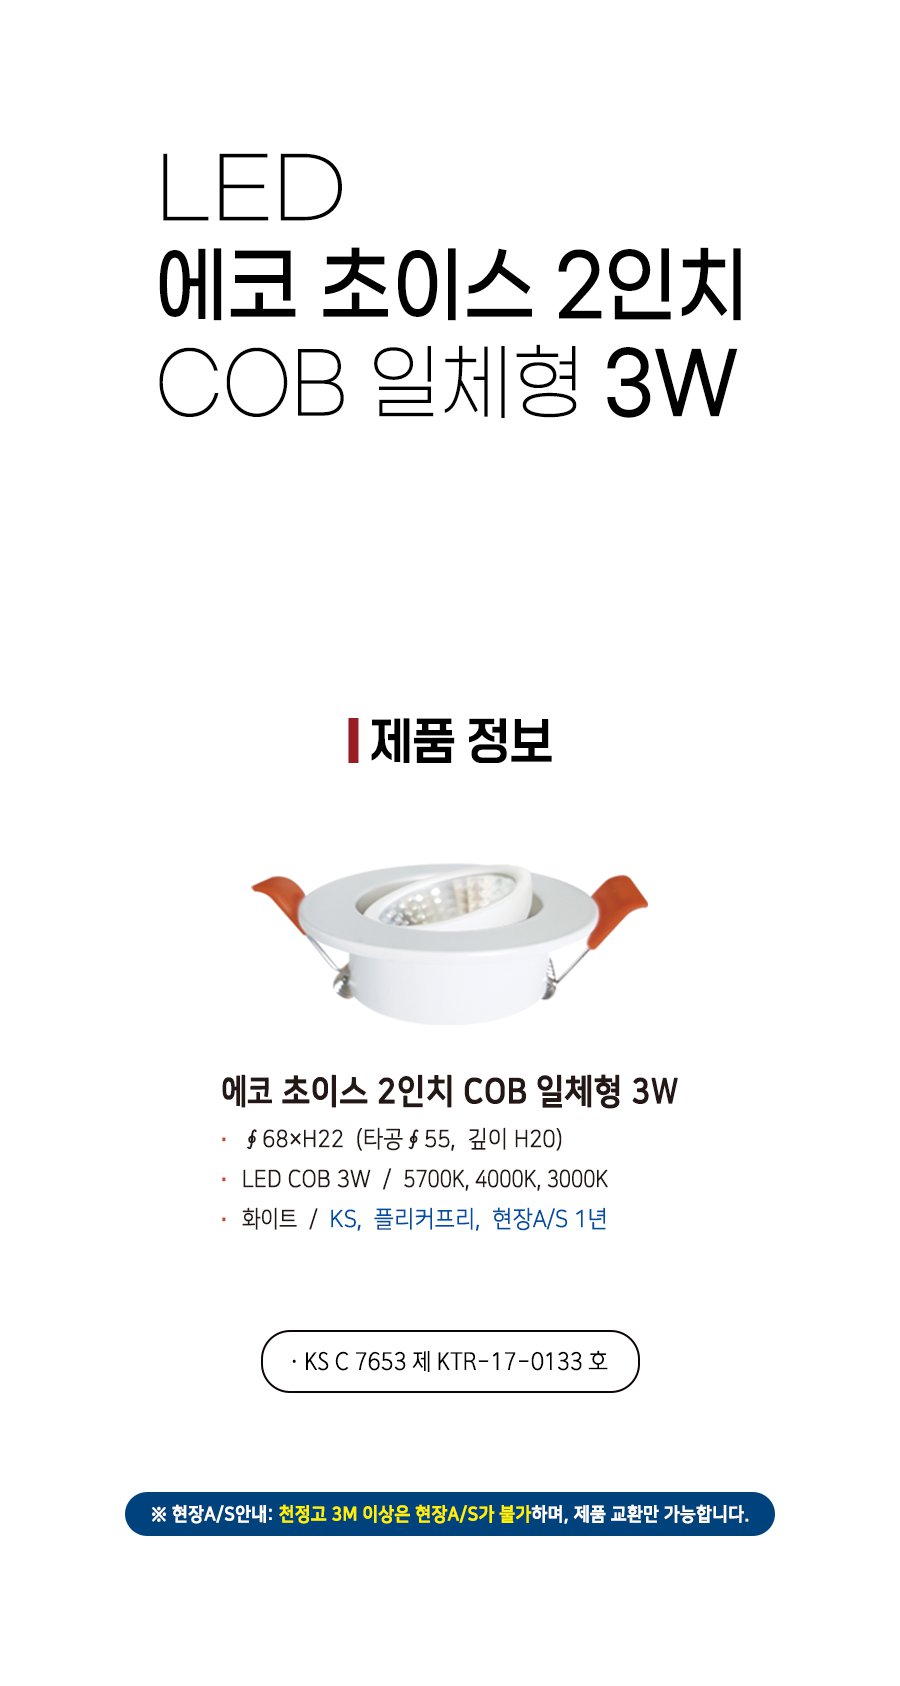 LED
에코 초이스 2인치
COB 일체형 3W
제품 정보
에코 초이스 2인치 COB 일체형 3W
· ∮68×H22 (타공∮55, 깊이 H20)
· LED COB 3W / 5700K, 4000K, 3000K
· 화이트 / KS, 플리커프리, 현장A/S 1년
· KS C 7653 제 KTR-17-0133 호
※ 현장A/S안내: 천정고 3M 이상은 현장A/S가 불가하며, 제품 교환만 가능합니다.